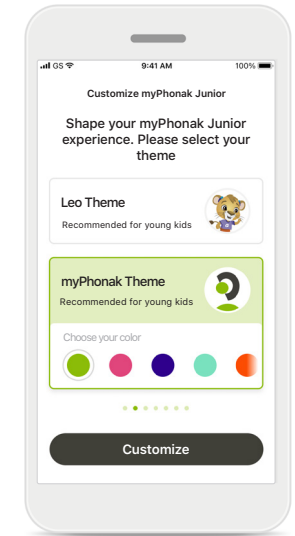 GS 9:41 AM 100%
Customize myPhonak Junior
Shape your myPhonak Junior
experience. Please select your
theme
Leo Theme
Recommended for young kids
myPhonak Theme
Recommended for young kids
Choose your color
Customize